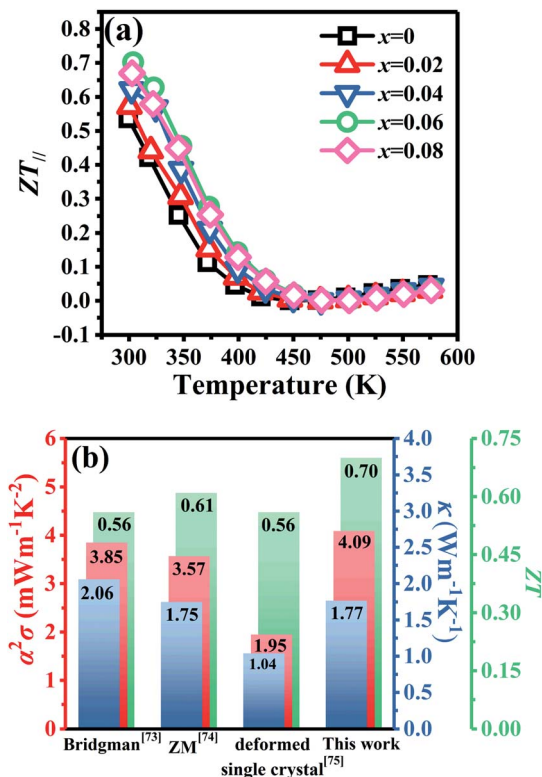 (a)
x=0
x=0.02
x=0.04
x=0.06
x=0.08
ZT//
0.8
0.7
0.6
0.5
0.4
0.3
0.2
0.1
0.0
-0.1
300 350 400 450 500 550 600
Temperature (K)
(b)
α²σ (mWm⁻¹K⁻²)
6
5
4
3
2
1
0
0.56 0.61 0.56 0.70
3.85 3.57 1.95 4.09
2.06 1.75 1.04 1.77
4.0
3.5
3.0
2.5
2.0
1.5
1.0
0.5
0.0
κ (Wm⁻¹K⁻¹)
0.75
0.60
0.45
0.30
0.15
0.00
ZT
Bridgman[73] ZM[74] deformed This work
single crystal[75]